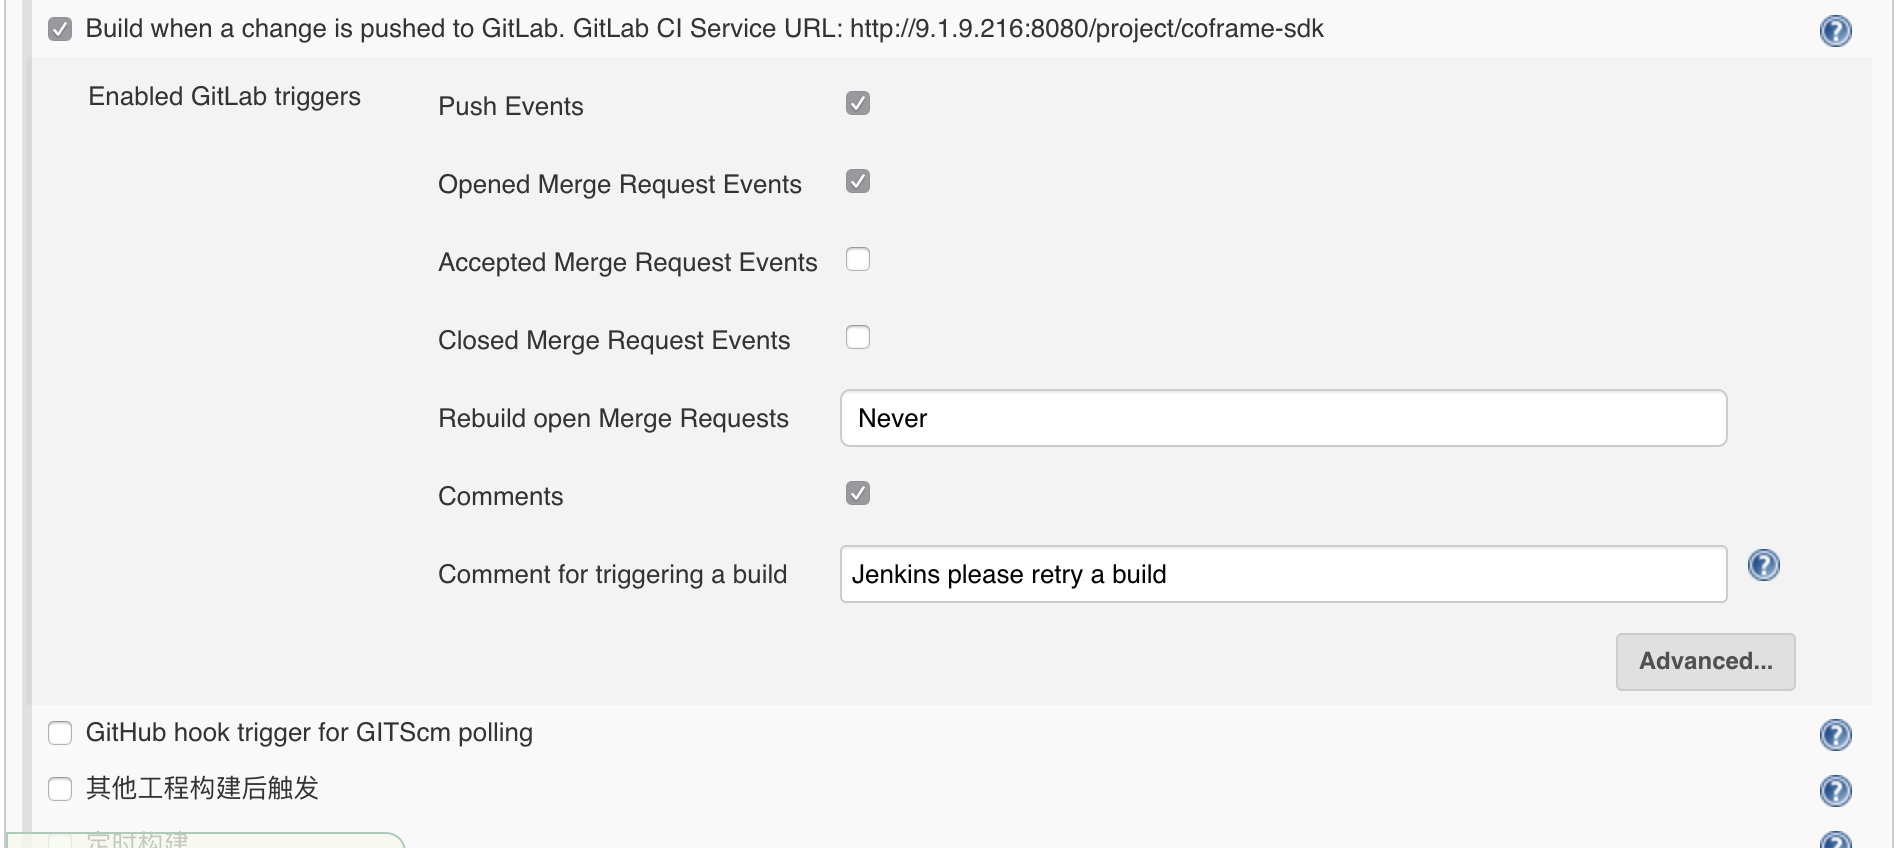 Build when a change is pushed to GitLab. GitLab CI Service URL: http://9.1.9.216:8080/project/coframe-sdk
Enabled GitLab triggers
Push Events
Opened Merge Request Events
Accepted Merge Request Events
Closed Merge Request Events
Rebuild open Merge Requests
Never
Comments
Comment for triggering a build
Jenkins please retry a build
Advanced...
GitHub hook trigger for GITScm polling
其他工程构建后触发
定时构建